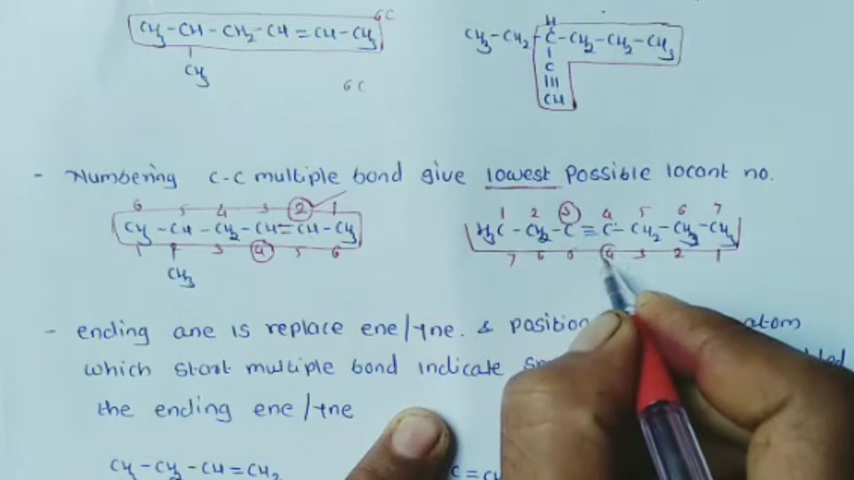 6C
CH3-CH-CH2-CH=CH-CH3
CH3
6C
H
CH3-CH2-C-CH2-CH2-CH3
C
|||
CH
- Numbering C-C multiple bond give lowest possible locant no.
6 5 4 3 2 1
CH3-CH-CH2-CH=CH-CH3
1 2 3 4 5 6
CH3
1 2 3 4 5 6 7
H3C-CH2-C≡C-CH2-CH2-CH3
7 6 5 4 3 2 1
- ending ane is replace ene/yne. & position atom
which start multiple bond indicate
the ending ene/yne
CH3-CH2-CH=CH2